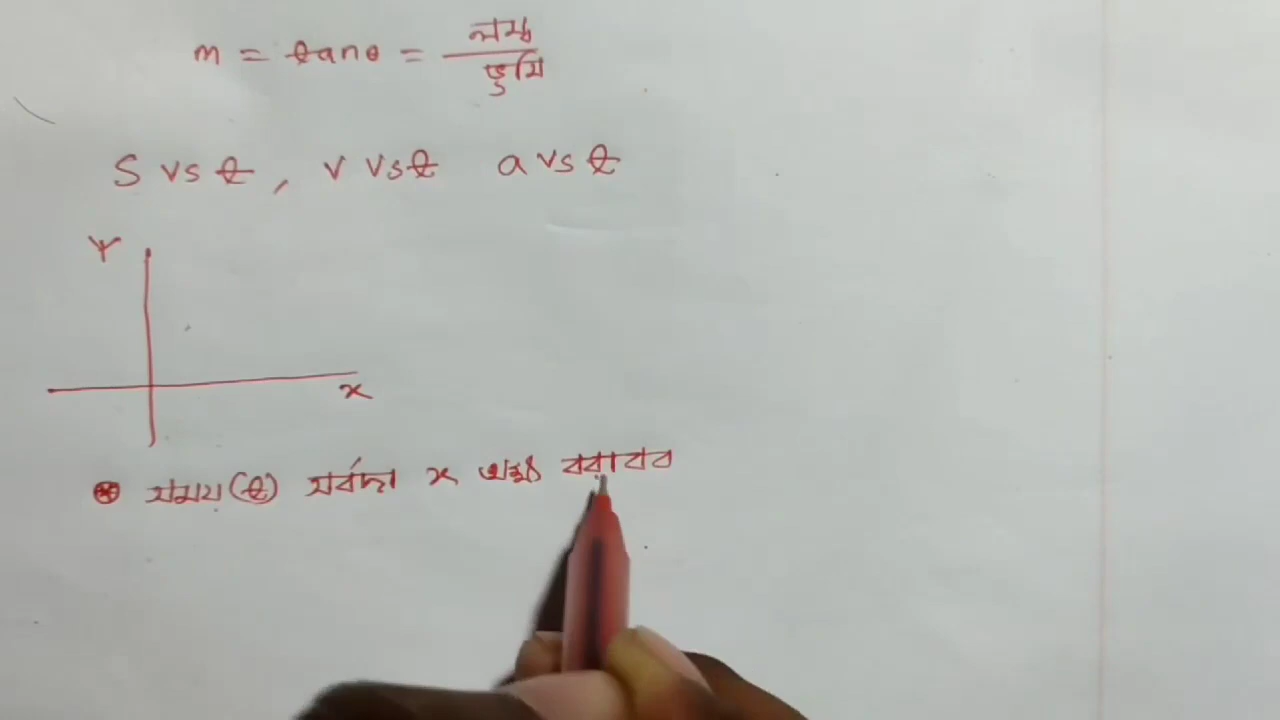 m = tanθ = লম্ব / ভূমি
S vs t, v vs t a vs t
Y
x
⊛ সময় (t) সর্বদা x অক্ষ বরাবর